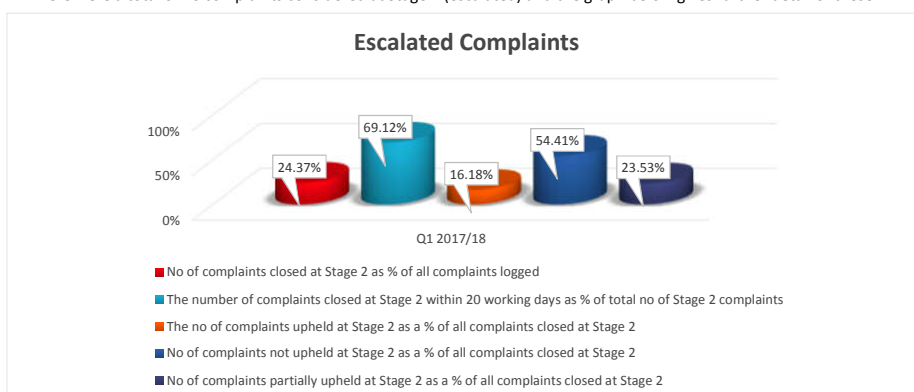 Escalated Complaints
100%
50%
0%
24.37%
69.12%
16.18%
54.41%
23.53%
Q1 2017/18
No of complaints closed at Stage 2 as % of all complaints logged
The number of complaints closed at Stage 2 within 20 working days as % of total no of Stage 2 complaints
The no of complaints upheld at Stage 2 as a % of all complaints closed at Stage 2
No of complaints not upheld at Stage 2 as a % of all complaints closed at Stage 2
No of complaints partially upheld at Stage 2 as a % of all complaints closed at Stage 2